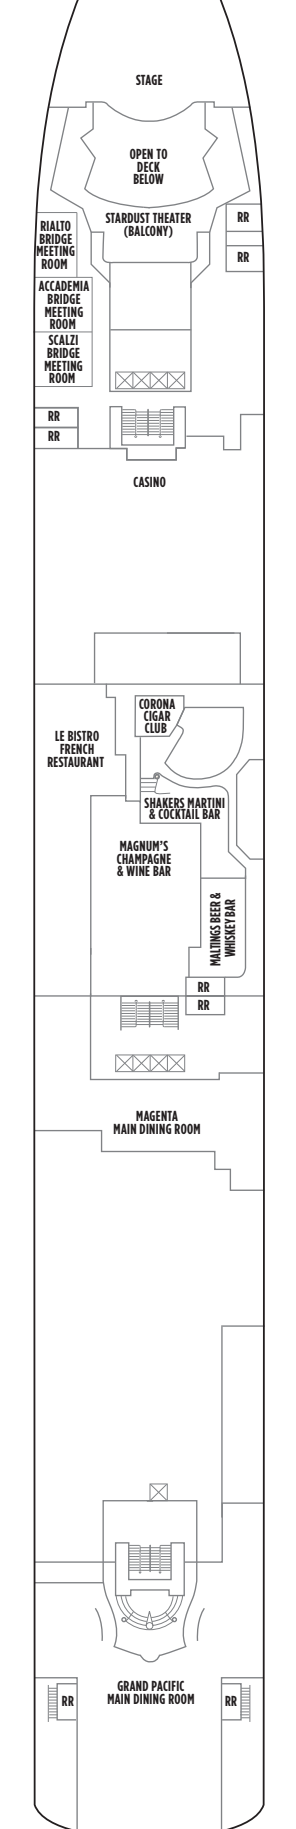 STAGE
OPEN TO
DECK
BELOW
STARDUST THEATER
(BALCONY)
RR
RR
RIALTO
BRIDGE
MEETING
ROOM
ACCADEMIA
BRIDGE
MEETING
ROOM
SCALZI
BRIDGE
MEETING
ROOM
RR
RR
CASINO
CORONA
CIGAR
CLUB
LE BISTRO
FRENCH
RESTAURANT
SHAKERS MARTINI
& COCKTAIL BAR
MAGNUM'S
CHAMPAGNE
& WINE BAR
MALTINGS BEER &
WHISKEY BAR
RR
RR
MAGENTA
MAIN DINING ROOM
GRAND PACIFIC
MAIN DINING ROOM
RR
RR